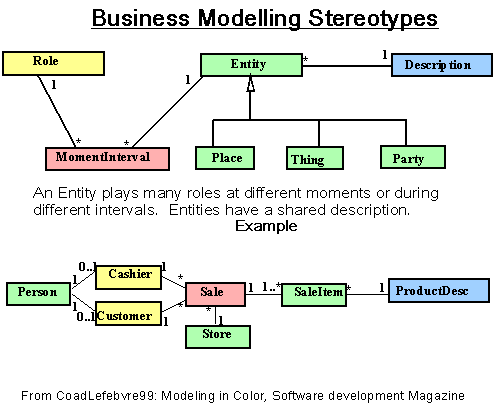 Business Modelling Stereotypes
Role
Entity
Description
1
1
*
1
*
*
MomentInterval
Place
Thing
Party
An Entity plays many roles at different moments or during
different intervals. Entities have a shared description.
Example
0..1
Cashier
1
1
*
Person
Sale
1
1..*
SaleItem
*
1
ProductDesc
1
0..1
Customer
1
*
*
1
Store
From CoadLefebvre99: Modeling in Color, Software development Magazine